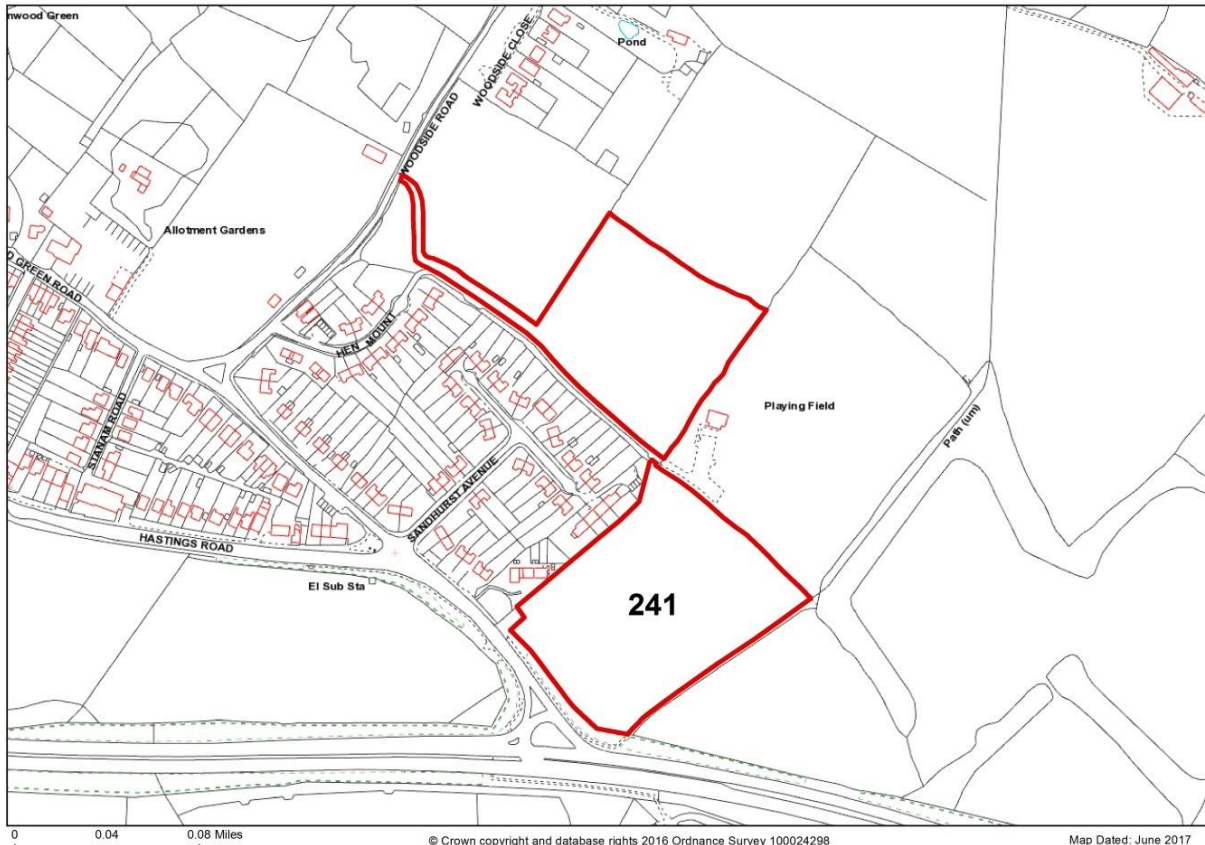 nwood Green
Pond
WOODSIDE CLOSE
WOODSIDE ROAD
Allotment Gardens
D GREEN ROAD
HEN MOUNT
STANAM ROAD
Playing Field
Path (um)
SANDHURST AVENUE
HASTINGS ROAD
El Sub Sta
241
0 0.04 0.08 Miles
© Crown copyright and database rights 2016 Ordnance Survey 100024298
Map Dated: June 2017